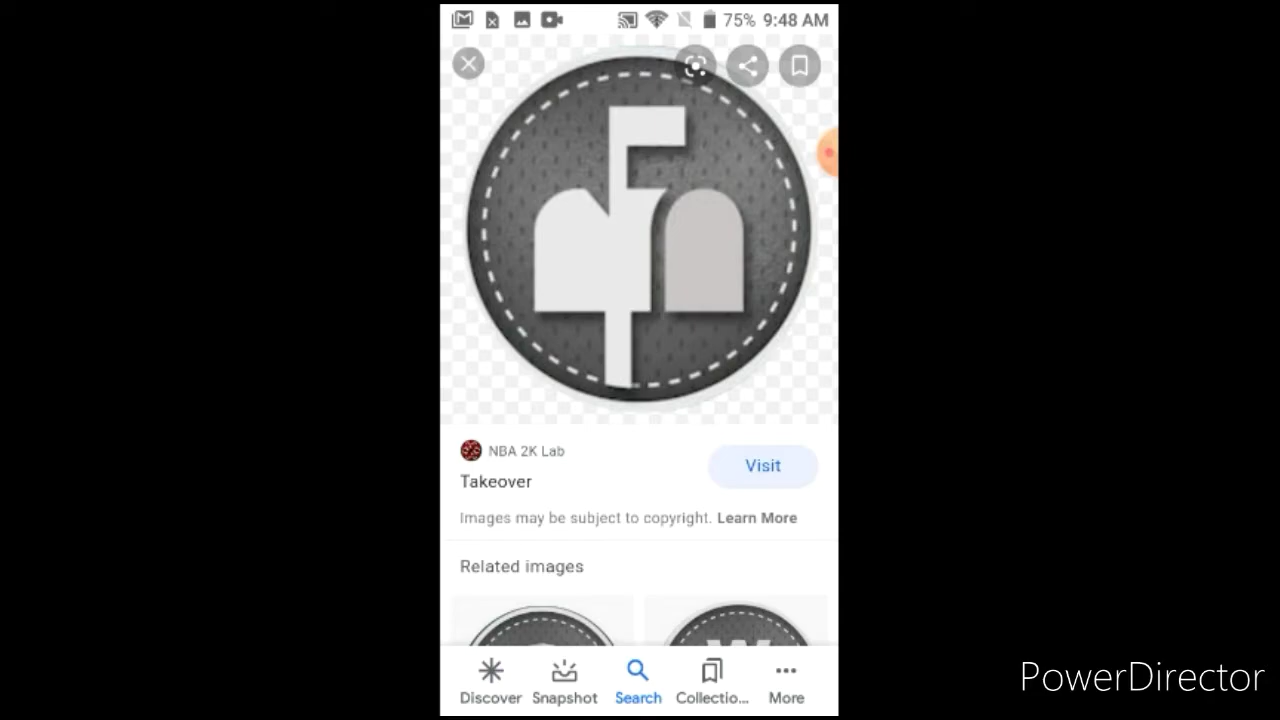 75% 9:48 AM
NBA 2K Lab
Visit
Takeover
Images may be subject to copyright. Learn More
Related images
Discover Snapshot Search Collectio... More
PowerDirector